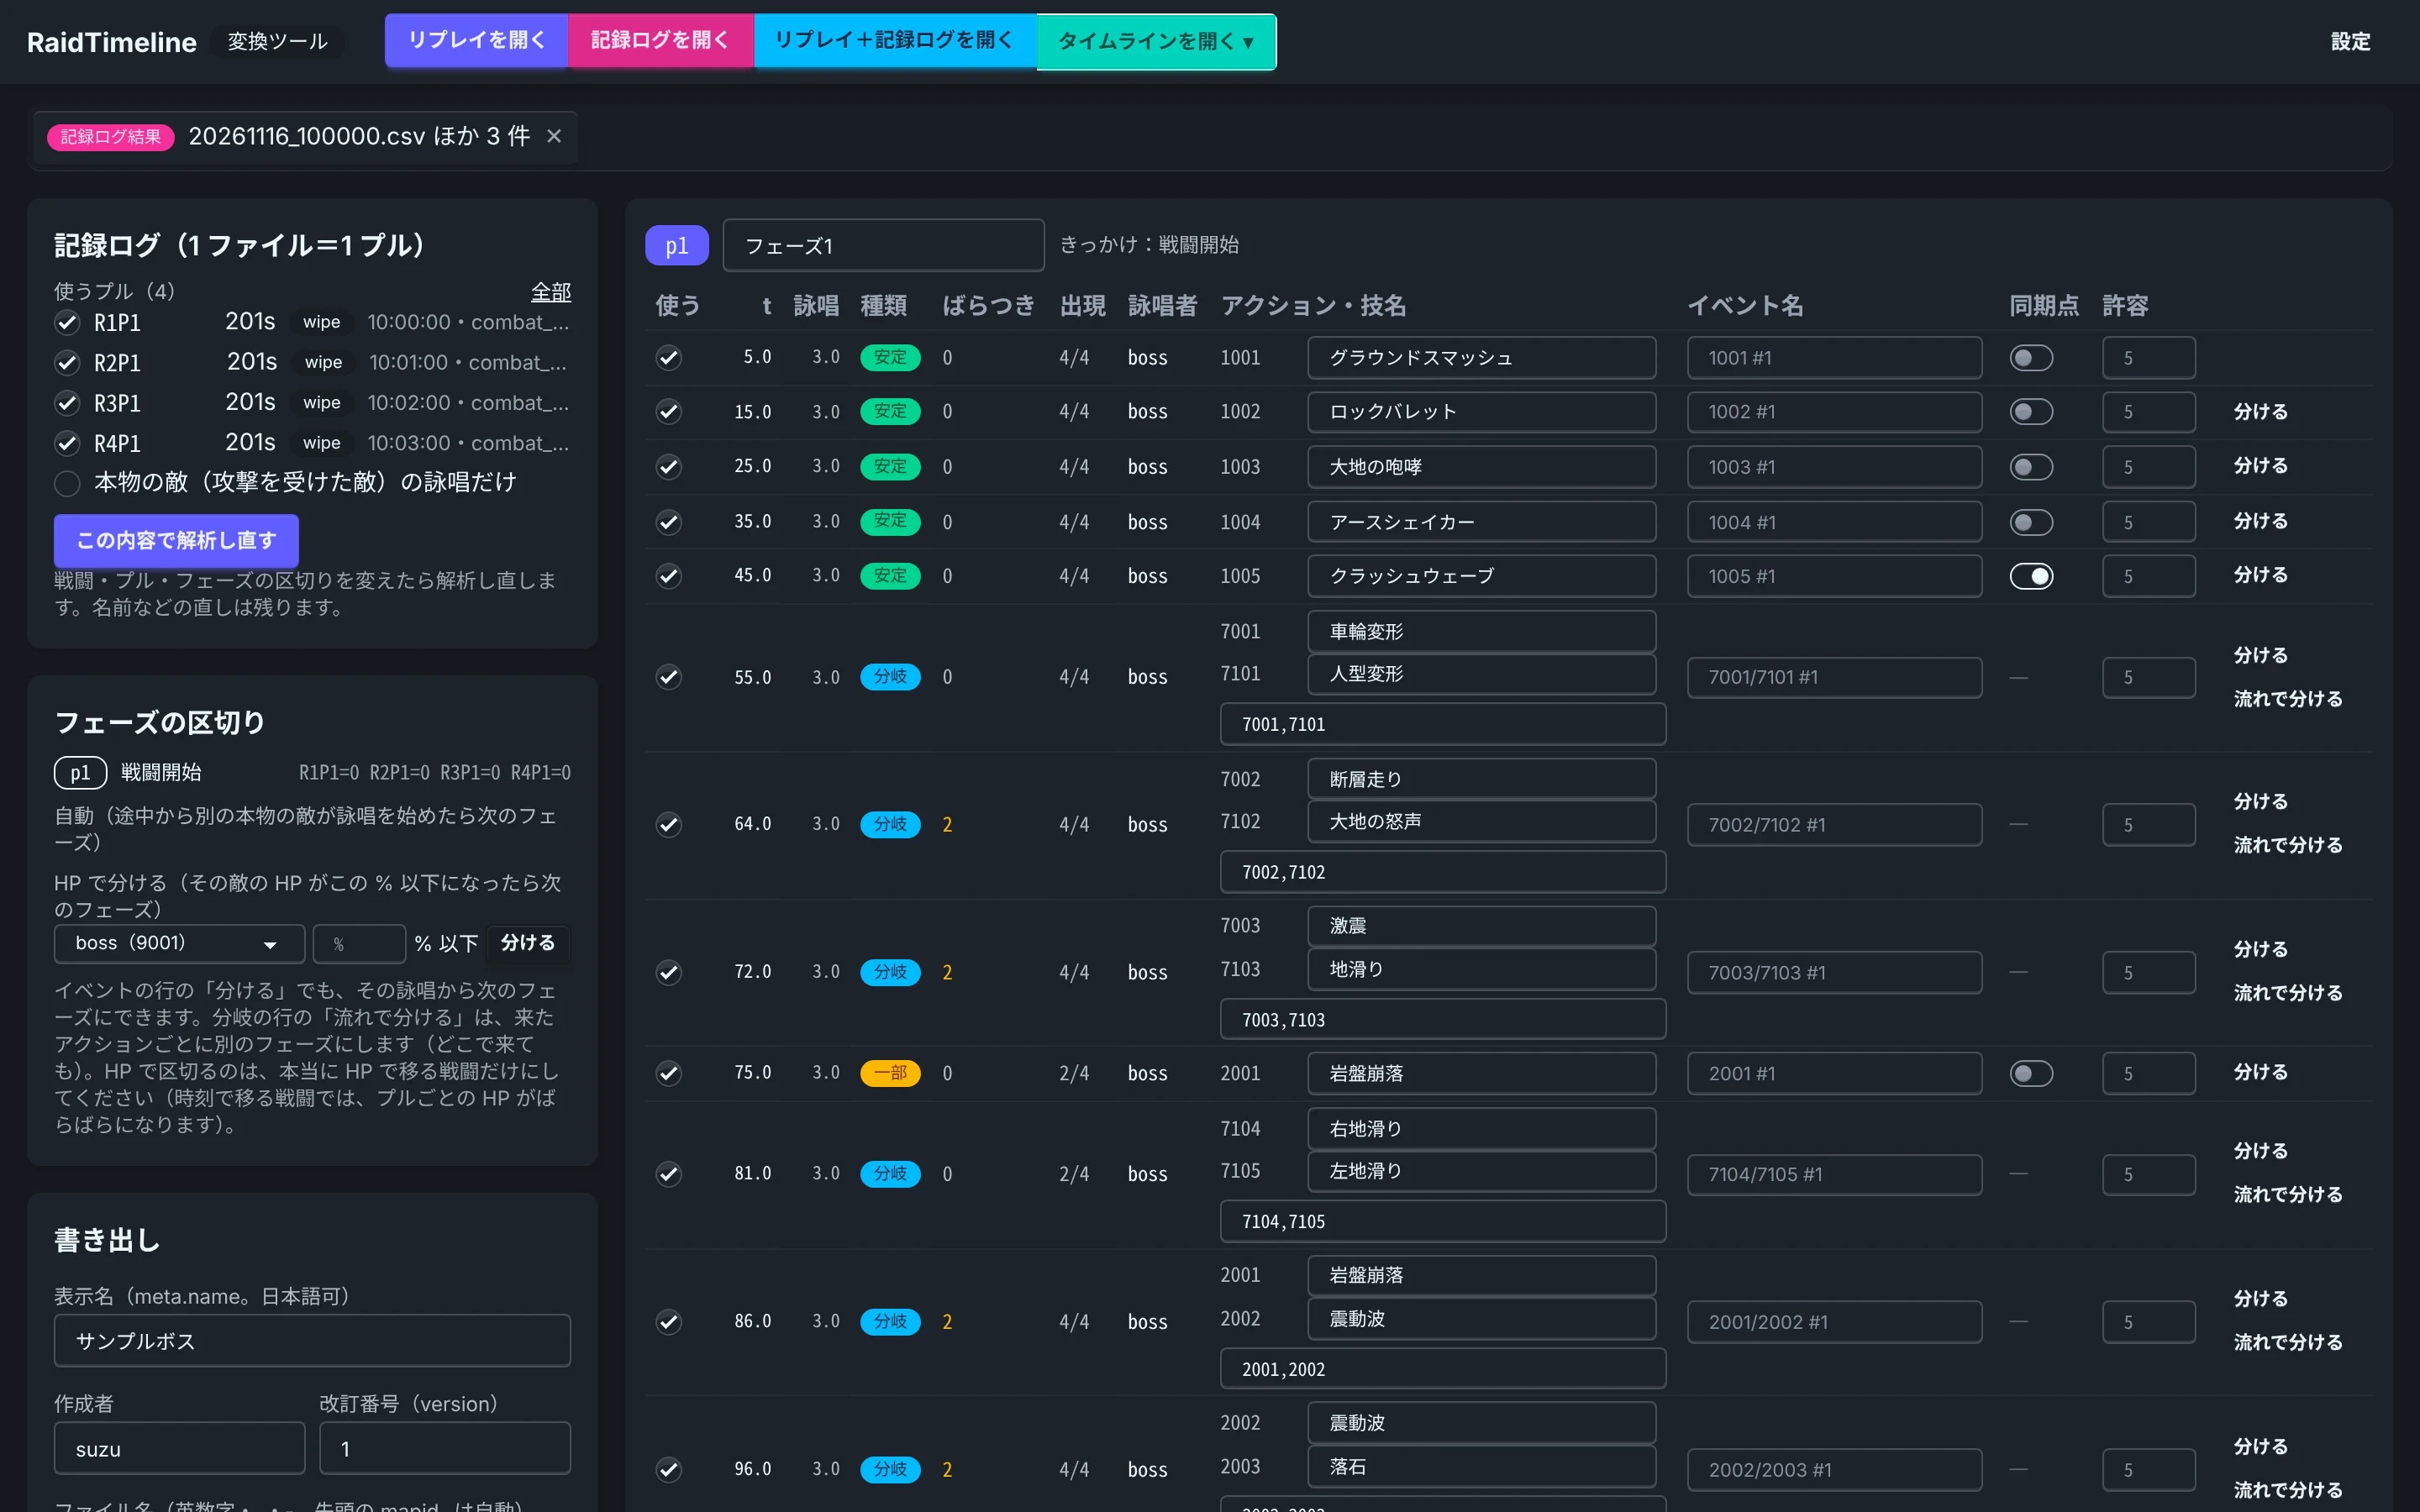 RaidTimeline 変換ツール リプレイを開く 記録ログを開く リプレイ＋記録ログを開く タイムラインを開く ▾ 設定
記録ログ結果 20261116_100000.csv ほか 3 件 ✕
記録ログ（1 ファイル＝1 プル）
使うプル（4） 全部
R1P1 201s wipe 10:00:00・combat_...
R2P1 201s wipe 10:01:00・combat_...
R3P1 201s wipe 10:02:00・combat_...
R4P1 201s wipe 10:03:00・combat_...
本物の敵（攻撃を受けた敵）の詠唱だけ
この内容で解析し直す
戦闘・プル・フェーズの区切りを変えたら解析し直しま
す。名前などの直しは残ります。
フェーズの区切り
p1 戦闘開始 R1P1=0 R2P1=0 R3P1=0 R4P1=0
自動（途中から別の本物の敵が詠唱を始めたら次のフェ
ーズ）
HP で分ける（その敵の HP がこの % 以下になったら次
のフェーズ）
boss（9001） % % 以下 分ける
イベントの行の「分ける」でも、その詠唱から次のフェ
ーズにできます。分岐の行の「流れで分ける」は、来た
アクションごとに別のフェーズにします（どこで来て
も）。HP で区切るのは、本当に HP で移る戦闘だけにし
てください（時刻で移る戦闘では、プルごとの HP がば
らばらになります）。
書き出し
表示名（meta.name。日本語可）
サンプルボス
作成者 改訂番号（version）
suzu 1
ファイル名（英数字・_・-。先頭の mapid_ は自動）
p1 フェーズ1 きっかけ：戦闘開始
使う t 詠唱 種類 ばらつき 出現 詠唱者 アクション・技名 イベント名 同期点 許容
5.0 3.0 安定 0 4/4 boss 1001 グラウンドスマッシュ 1001 #1 5
15.0 3.0 安定 0 4/4 boss 1002 ロックバレット 1002 #1 5 分ける
25.0 3.0 安定 0 4/4 boss 1003 大地の咆哮 1003 #1 5 分ける
35.0 3.0 安定 0 4/4 boss 1004 アースシェイカー 1004 #1 5 分ける
45.0 3.0 安定 0 4/4 boss 1005 クラッシュウェーブ 1005 #1 5 分ける
7001 車輪変形
55.0 3.0 分岐 0 4/4 boss 7101 人型変形 7001/7101 #1 — 5 分ける
7001,7101 流れで分ける
7002 断層走り
64.0 3.0 分岐 2 4/4 boss 7102 大地の怒声 7002/7102 #1 — 5 分ける
7002,7102 流れで分ける
7003 激震
72.0 3.0 分岐 2 4/4 boss 7103 地滑り 7003/7103 #1 — 5 分ける
7003,7103 流れで分ける
75.0 3.0 一部 0 2/4 boss 2001 岩盤崩落 2001 #1 5 分ける
7104 右地滑り
81.0 3.0 分岐 0 2/4 boss 7105 左地滑り 7104/7105 #1 — 5 分ける
7104,7105 流れで分ける
2001 岩盤崩落
86.0 3.0 分岐 2 4/4 boss 2002 震動波 2001/2002 #1 — 5 分ける
2001,2002 流れで分ける
2002 震動波
96.0 3.0 分岐 2 4/4 boss 2003 落石 2002/2003 #1 — 5 分ける
2002,2003 流れで分ける